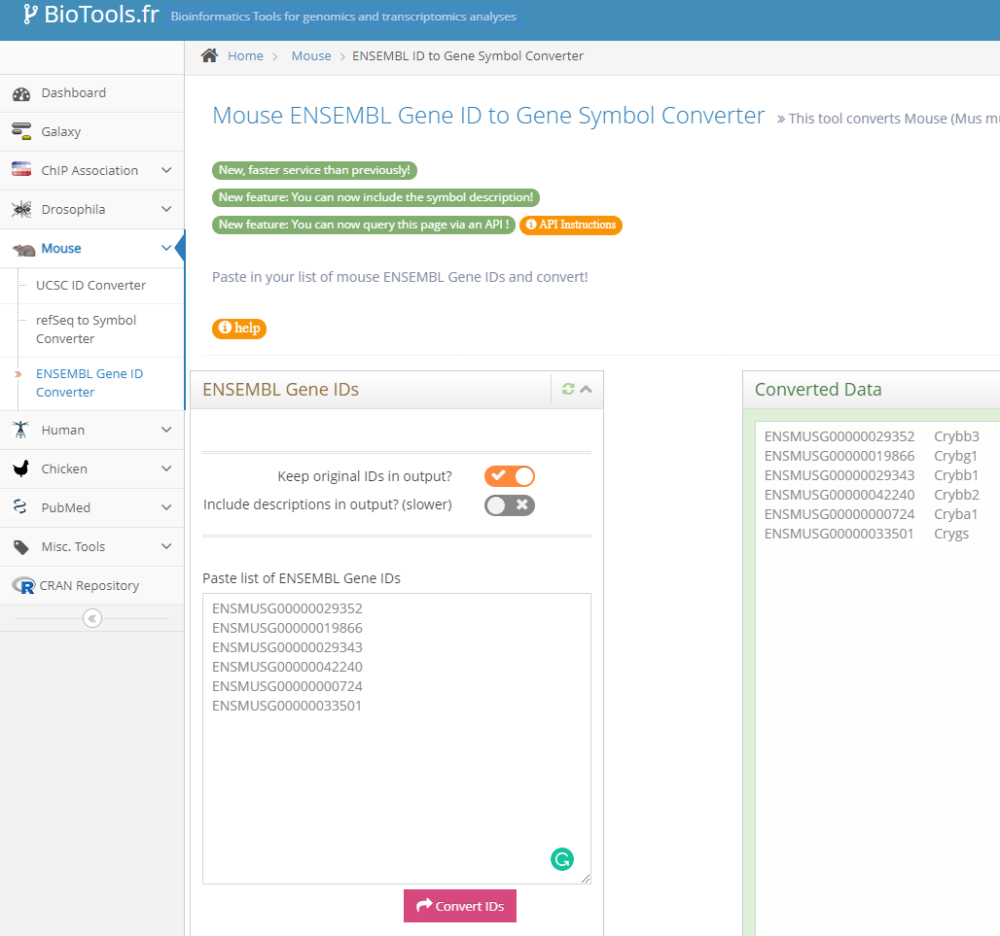 BioTools.fr Bioinformatics Tools for genomics and transcriptomics analyses
Home > Mouse > ENSEMBL ID to Gene Symbol Converter
Dashboard
Galaxy
ChIP Association
Drosophila
Mouse
UCSC ID Converter
refSeq to Symbol
Converter
» ENSEMBL Gene ID
Converter
Human
Chicken
PubMed
Misc. Tools
CRAN Repository
Mouse ENSEMBL Gene ID to Gene Symbol Converter » This tool converts Mouse (Mus
New, faster service than previously!
New feature: You can now include the symbol description!
New feature: You can now query this page via an API ! API Instructions
Paste in your list of mouse ENSEMBL Gene IDs and convert!
help
ENSEMBL Gene IDs
Keep original IDs in output?
Include descriptions in output? (slower)
Paste list of ENSEMBL Gene IDs
ENSMUSG00000029352
ENSMUSG00000019866
ENSMUSG00000029343
ENSMUSG00000042240
ENSMUSG00000000724
ENSMUSG00000033501
Convert IDs
Converted Data
ENSMUSG00000029352 Crybb3
ENSMUSG00000019866 Crybg1
ENSMUSG00000029343 Crybb1
ENSMUSG00000042240 Crybb2
ENSMUSG00000000724 Cryba1
ENSMUSG00000033501 Crygs